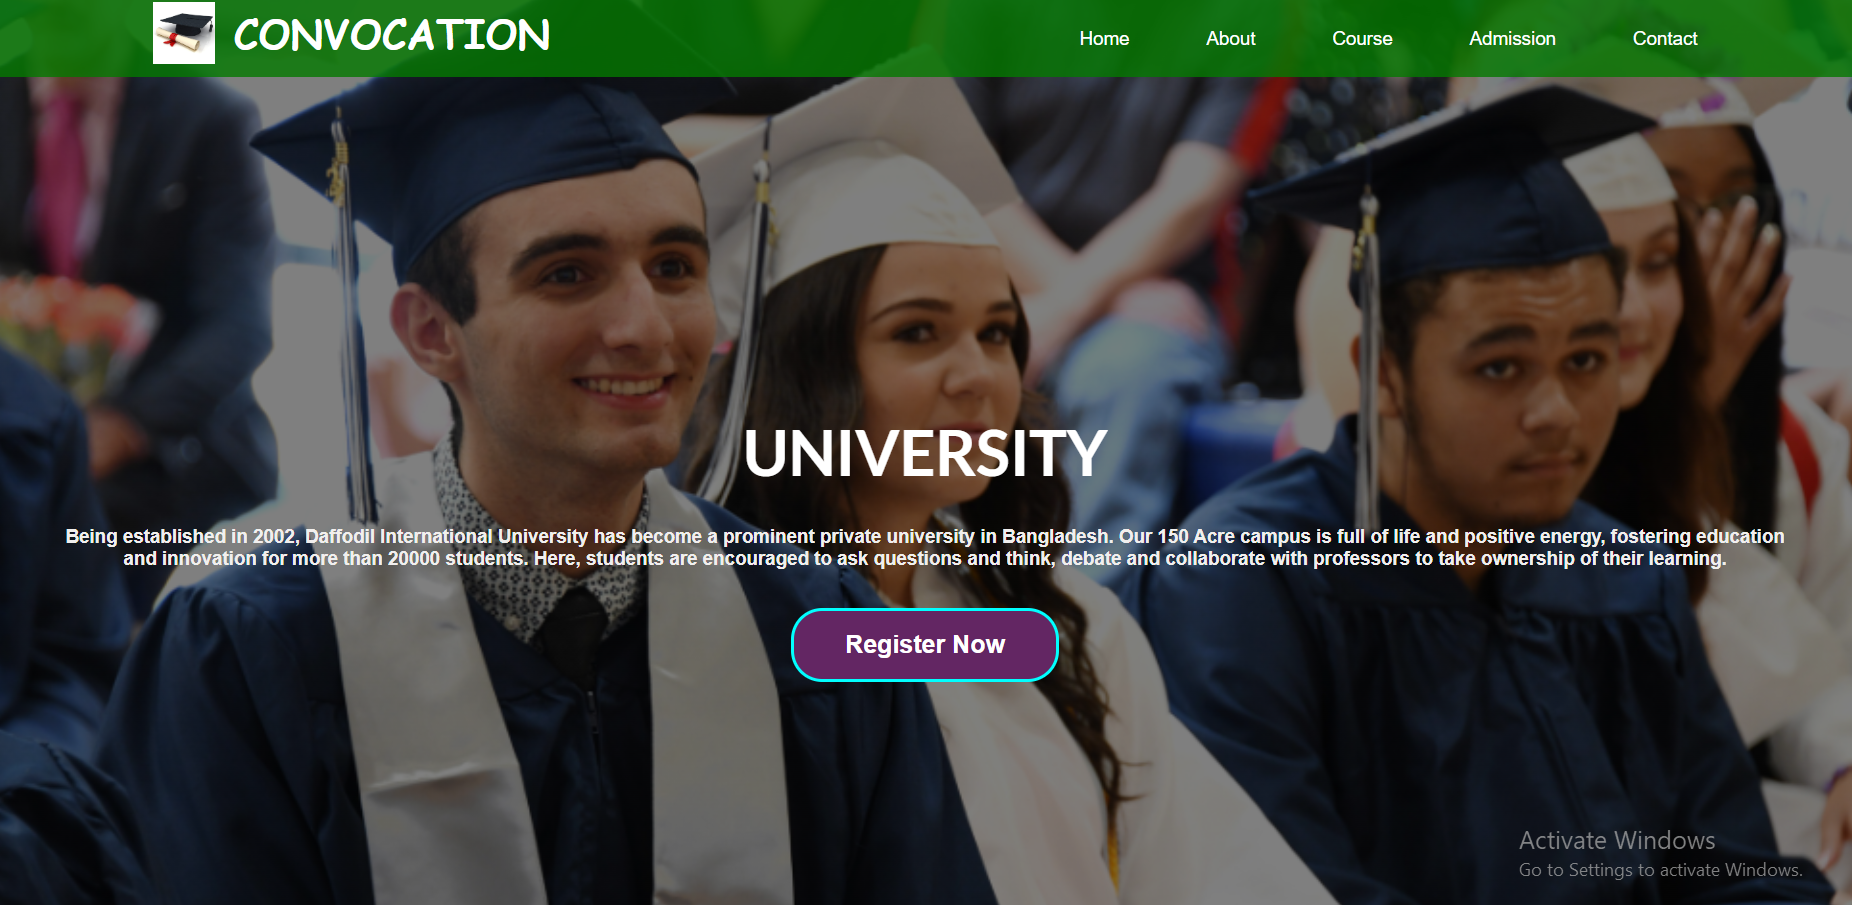 CONVOCATION
Home About Course Admission Contact
UNIVERSITY
Being established in 2002, Daffodil International University has become a prominent private university in Bangladesh. Our 150 Acre campus is full of life and positive energy, fostering education
and innovation for more than 20000 students. Here, students are encouraged to ask questions and think, debate and collaborate with professors to take ownership of their learning.
Register Now
Activate Windows
Go to Settings to activate Windows.